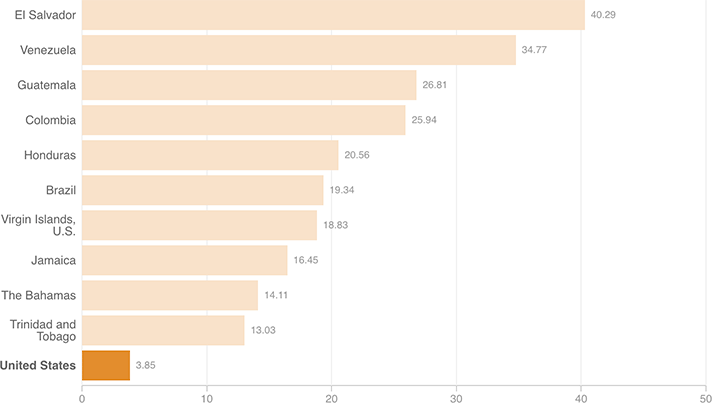 El Salvador 40.29
Venezuela 34.77
Guatemala 26.81
Colombia 25.94
Honduras 20.56
Brazil 19.34
Virgin Islands,
U.S. 18.83
Jamaica 16.45
The Bahamas 14.11
Trinidad and
Tobago 13.03
United States 3.85
0 10 20 30 40 50